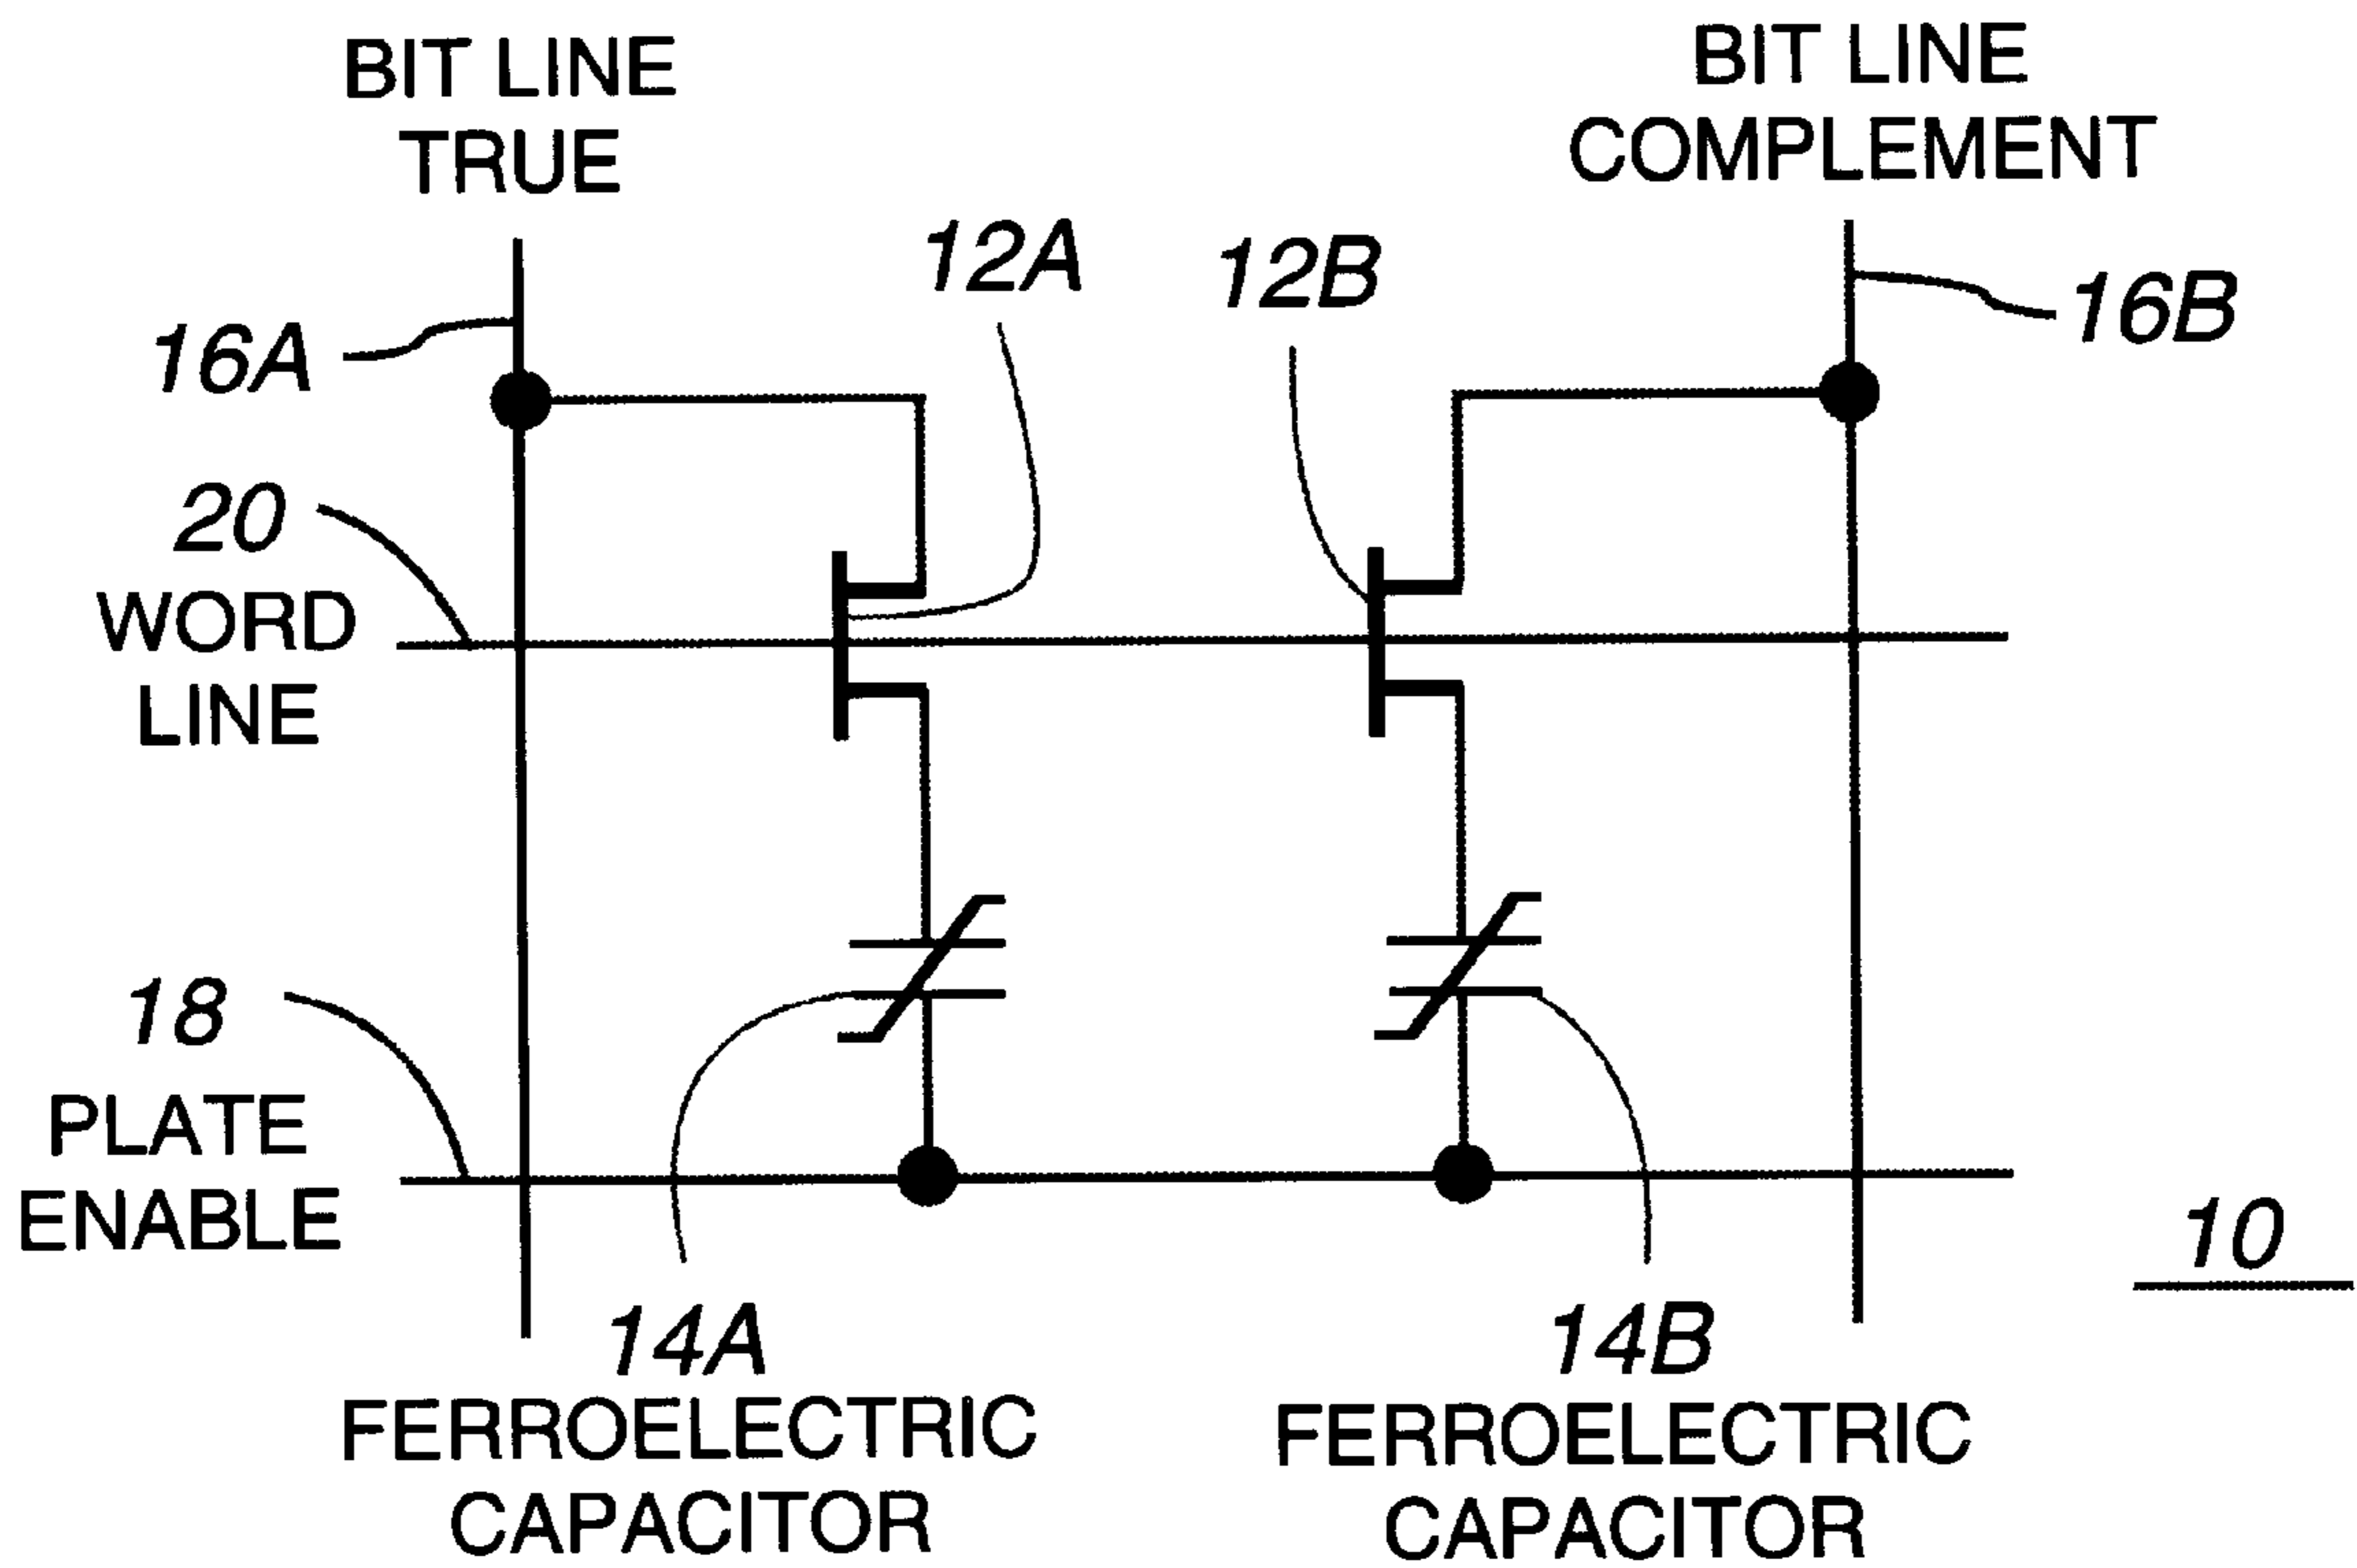 BIT LINE
TRUE
BIT LINE
COMPLEMENT
12A
12B
16A
16B
20
WORD
LINE
18
PLATE
ENABLE
10
14A
FERROELECTRIC
CAPACITOR
14B
FERROELECTRIC
CAPACITOR